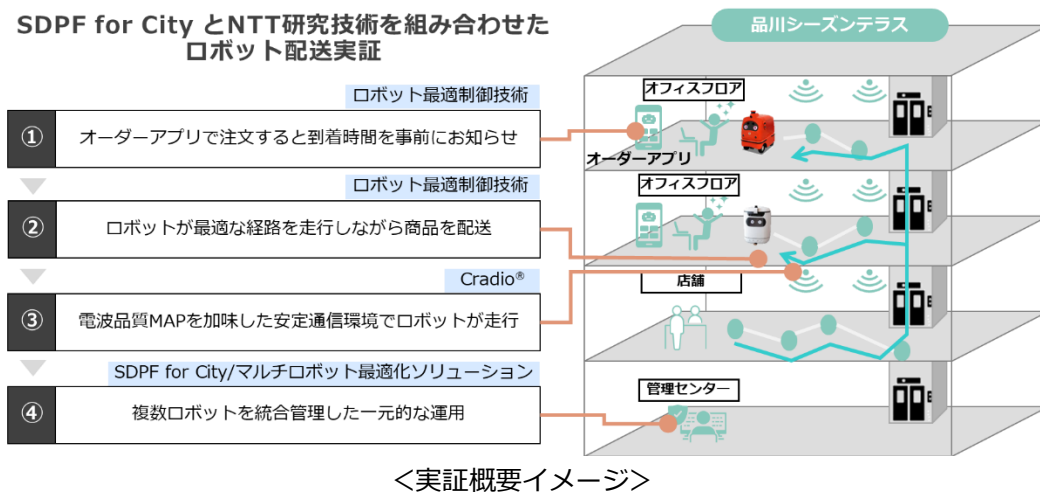 SDPF for City とNTT研究技術を組み合わせた
ロボット配送実証
ロボット最適制御技術
① オーダーアプリで注文すると到着時間を事前にお知らせ
ロボット最適制御技術
② ロボットが最適な経路を走行しながら商品を配送
Cradio®
③ 電波品質MAPを加味した安定通信環境でロボットが走行
SDPF for City/マルチロボット最適化ソリューション
④ 複数ロボットを統合管理した一元的な運用
品川シーズンテラス
オフィスフロア
オーダーアプリ
オフィスフロア
店舗
管理センター
＜実証概要イメージ＞